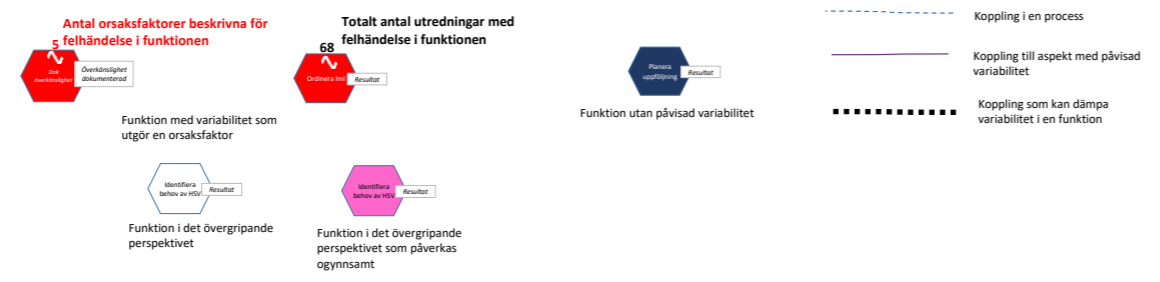 Antal orsaksfaktorer beskrivna för
felhändelse i funktionen
5
Dok
överkänslighet
Överkänslighet
dokumenterad
Totalt antal utredningar med
felhändelse i funktionen
68
Ordinera lml
Resultat
Funktion med variabilitet som
utgör en orsaksfaktor
Planera
uppföljning
Resultat
Funktion utan påvisad variabilitet
Koppling i en process
Koppling till aspekt med påvisad
variabilitet
Koppling som kan dämpa
variabilitet i en funktion
Identifiera
behov av HSV
Resultat
Funktion i det övergripande
perspektivet
Identifiera
behov av HSV
Resultat
Funktion i det övergripande
perspektivet som påverkas
ogynnsamt